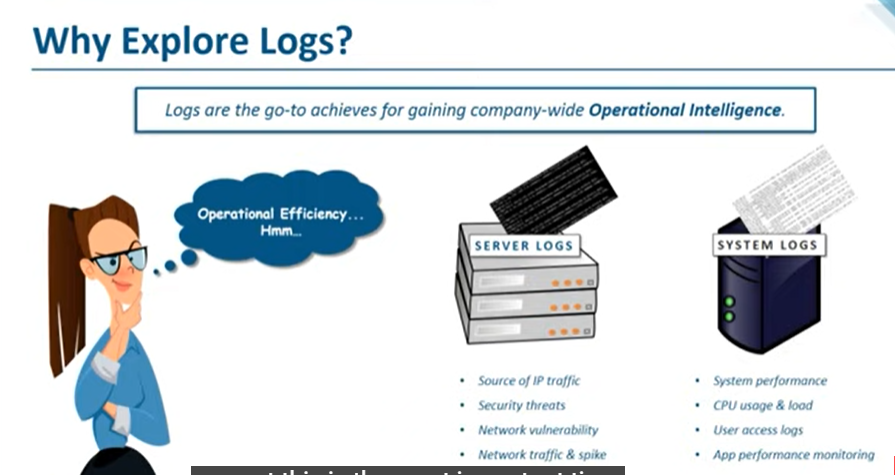 Why Explore Logs?
Logs are the go-to achieves for gaining company-wide Operational Intelligence.
Operational Efficiency...
Hmm...
SERVER LOGS
SYSTEM LOGS
• Source of IP traffic
• Security threats
• Network vulnerability
• Network traffic & spike
• System performance
• CPU usage & load
• User access logs
• App performance monitoring